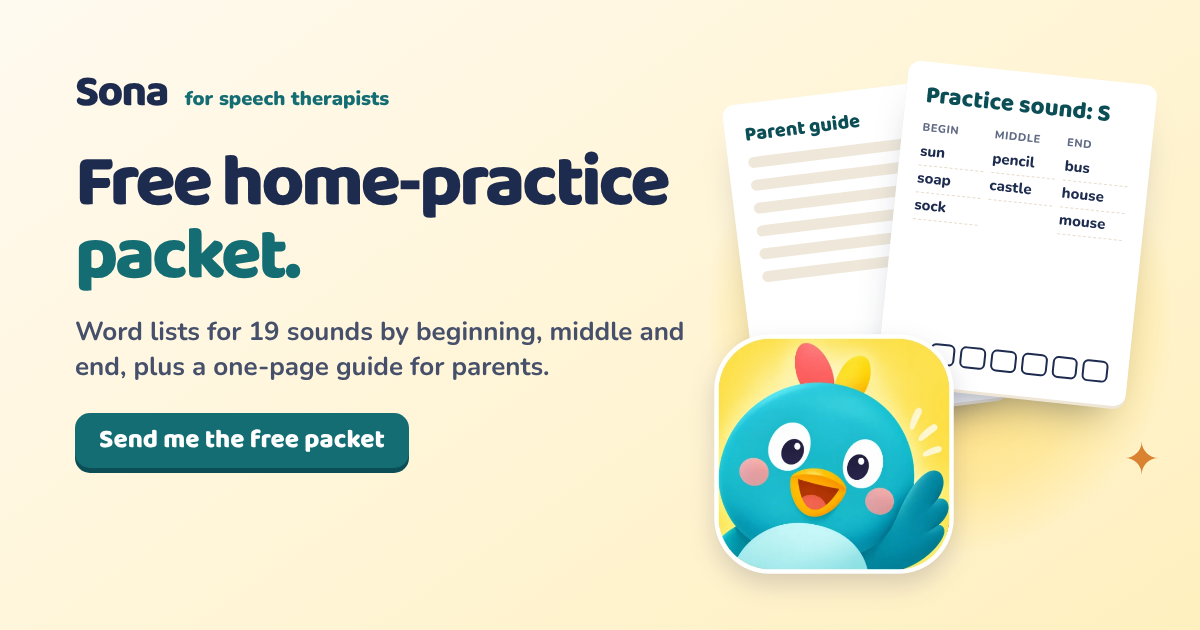 Sona for speech therapists
Free home-practice
packet.
Word lists for 19 sounds by beginning, middle and
end, plus a one-page guide for parents.
Send me the free packet
Parent guide
Practice sound: S
BEGIN MIDDLE END
sun pencil bus
soap castle house
sock mouse